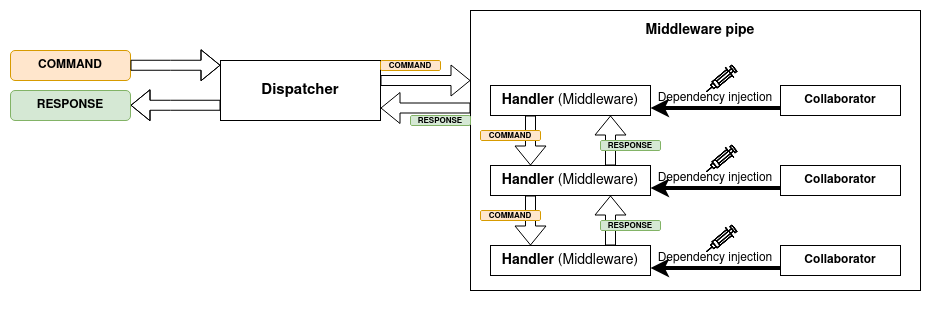 Middleware pipe
COMMAND
COMMAND
Dispatcher
RESPONSE
RESPONSE
Handler (Middleware)
Dependency injection
Collaborator
COMMAND
RESPONSE
Handler (Middleware)
Dependency injection
Collaborator
COMMAND
RESPONSE
Handler (Middleware)
Dependency injection
Collaborator